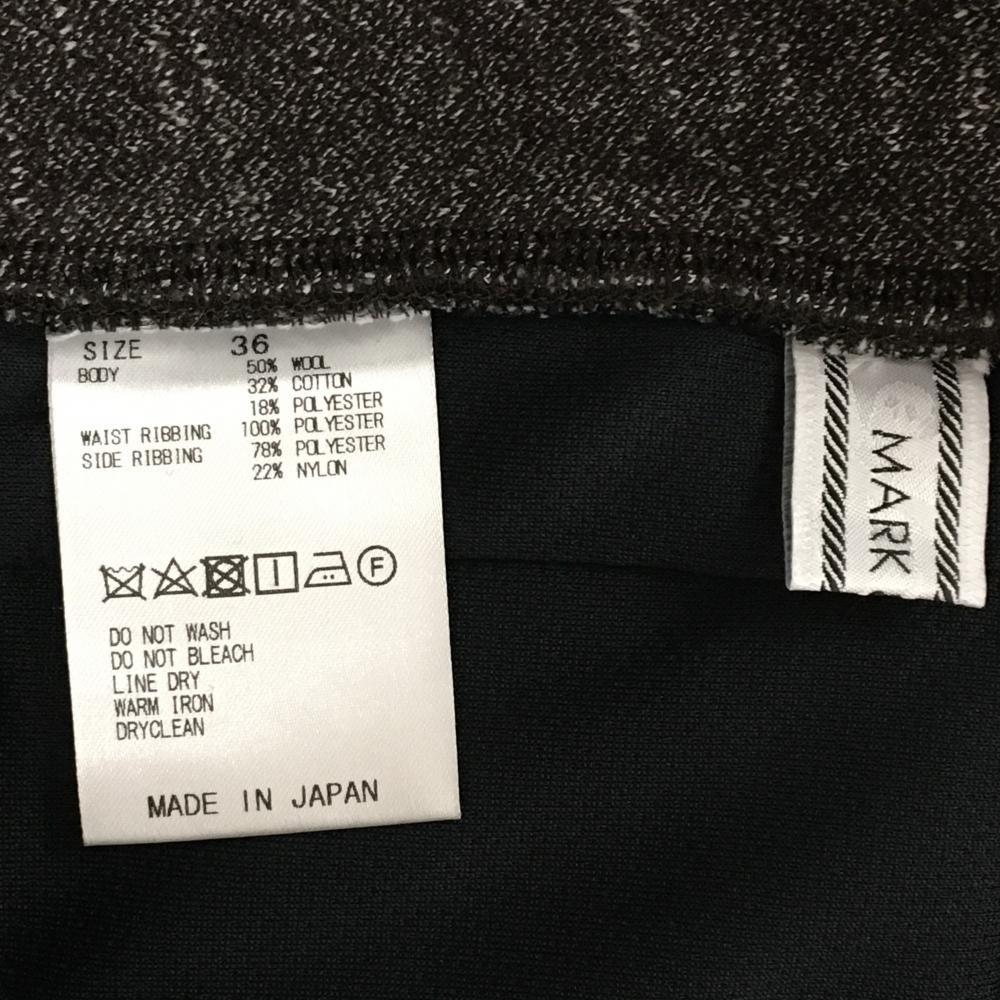 SIZE 36
BODY 50% WOOL
32% COTTON
18% POLYESTER
WAIST RIBBING 100% POLYESTER
SIDE RIBBING 78% POLYESTER
22% NYLON
F
DO NOT WASH
DO NOT BLEACH
LINE DRY
WARM IRON
DRYCLEAN
MADE IN JAPAN
MARK